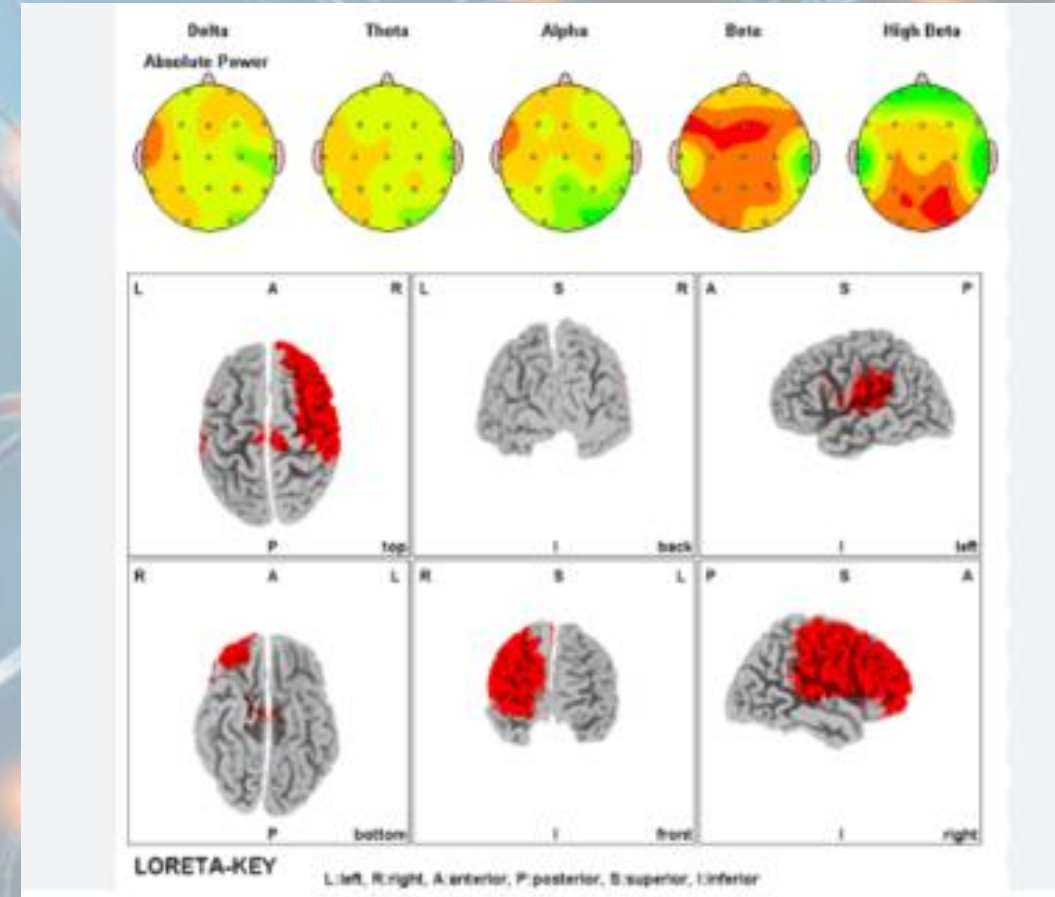 Delta Theta Alpha Beta High Beta
Absolute Power
L A R L S R A S P
P top I back I left
R A L R S L P S A
P bottom I front I right
LORETA-KEY
L:left, R:right, A:anterior, P:posterior, S:superior, I:inferior